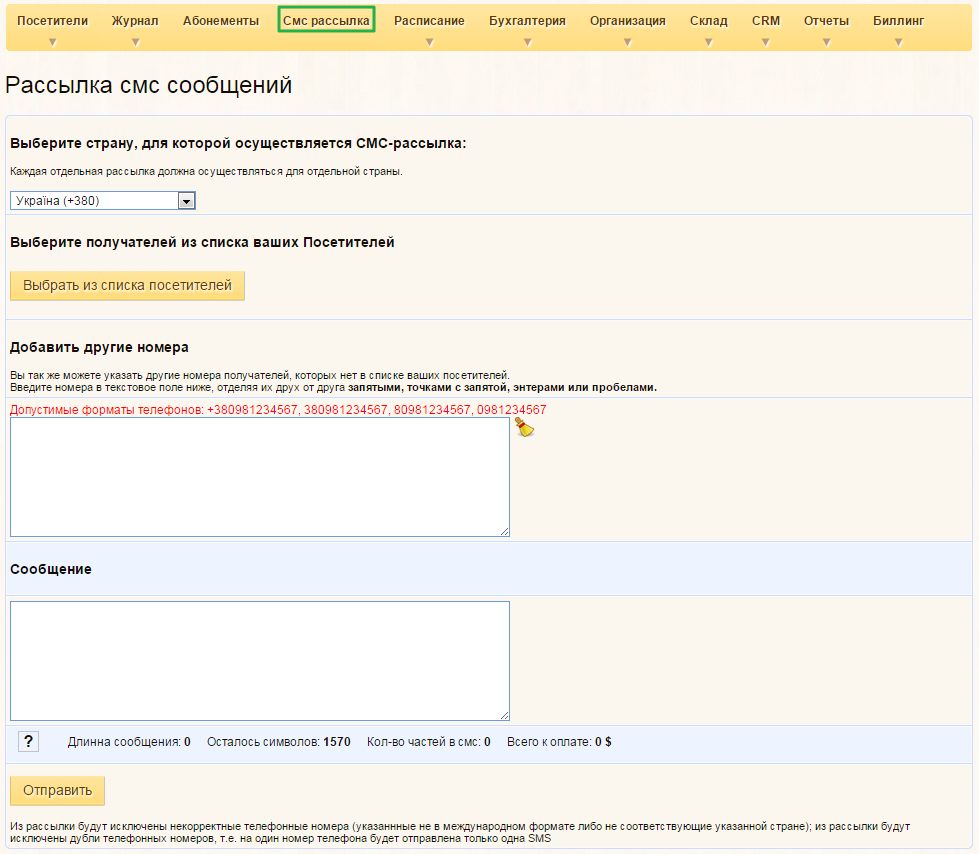 Посетители Журнал Абонементы Смс рассылка Расписание Бухгалтерия Организация Склад CRM Отчеты Биллинг
Рассылка смс сообщений
Выберите страну, для которой осуществляется СМС-рассылка:
Каждая отдельная рассылка должна осуществляться для отдельной страны.
Україна (+380)
Выберите получателей из списка ваших Посетителей
Выбрать из списка посетителей
Добавить другие номера
Вы так же можете указать другие номера получателей, которых нет в списке ваших посетителей.
Введите номера в текстовое поле ниже, отделяя их друх от друга запятыми, точками с запятой, энтерами или пробелами.
Допустимые форматы телефонов: +380981234567, 380981234567, 80981234567, 0981234567
Сообщение
? Длинна сообщения: 0 Осталось символов: 1570 Кол-во частей в смс: 0 Всего к оплате: 0 $
Отправить
Из рассылки будут исключены некорректные телефонные номера (указаннные не в международном формате либо не соответствующие указанной стране); из рассылки будут
исключены дубли телефонных номеров, т.е. на один номер телефона будет отправлена только одна SMS